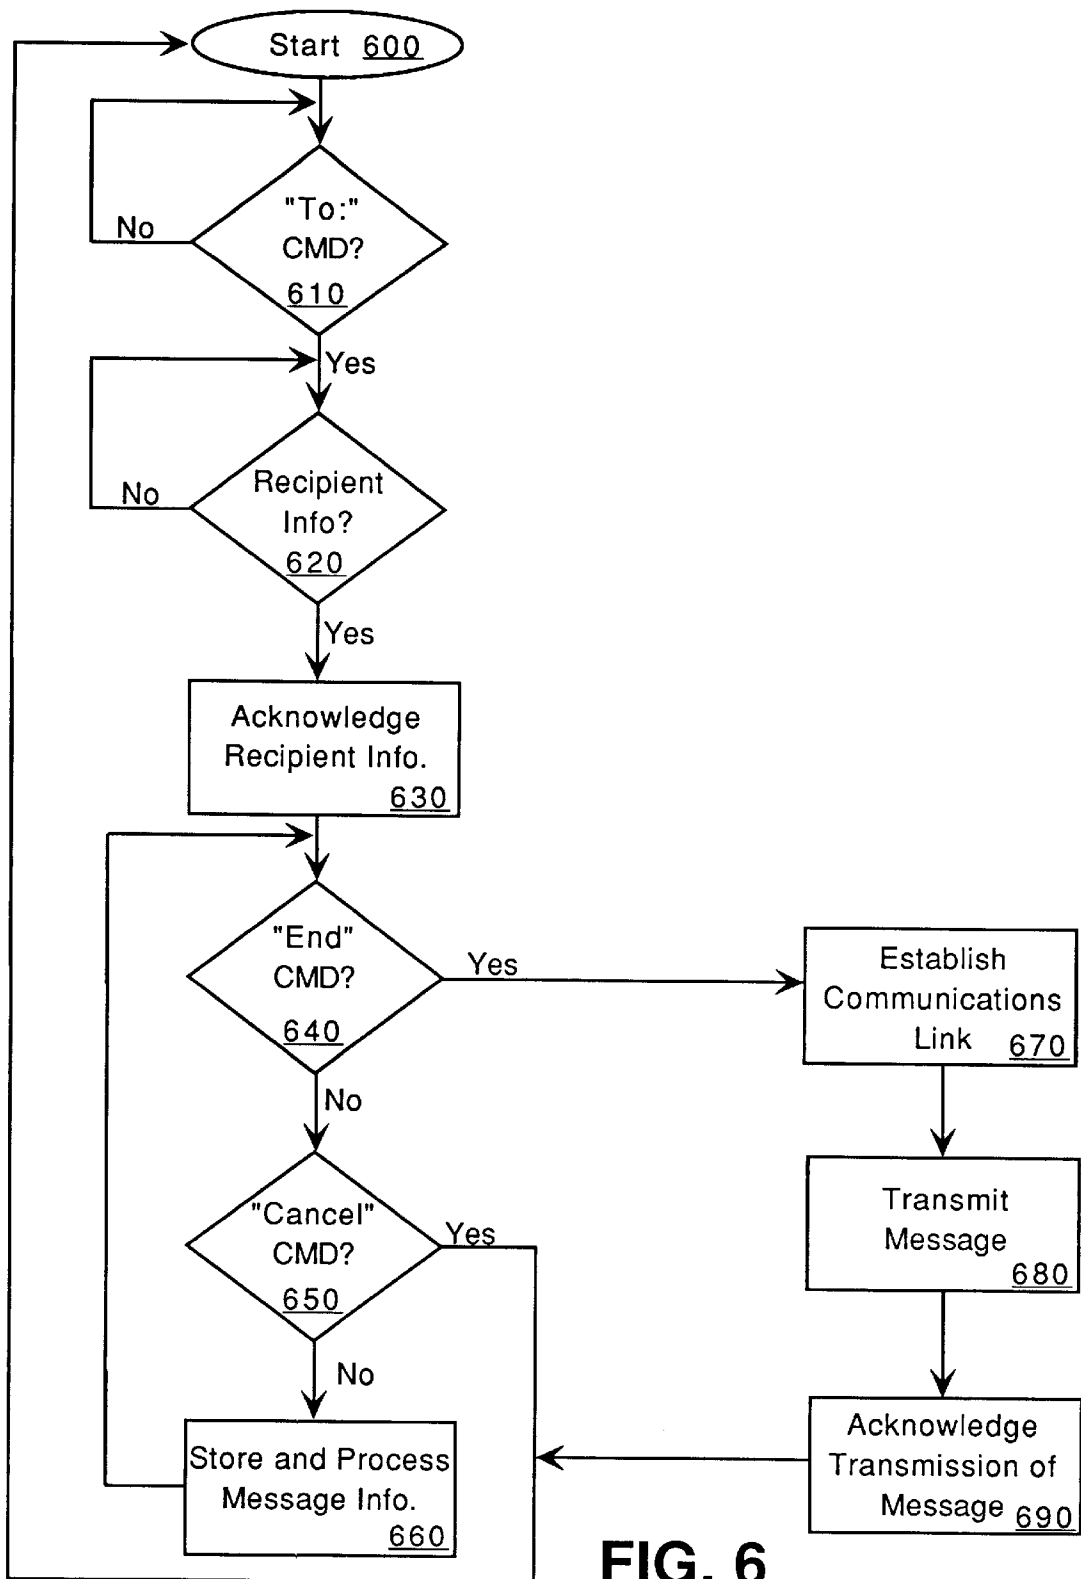 Start 600
"To:"
CMD?
610
No
Yes
Recipient
Info?
620
No
Yes
Acknowledge
Recipient Info.
630
"End"
CMD?
640
Yes
No
Establish
Communications
Link 670
"Cancel"
CMD?
650
Yes
No
Transmit
Message
680
Store and Process
Message Info.
660
Acknowledge
Transmission of
Message 690
FIG. 6